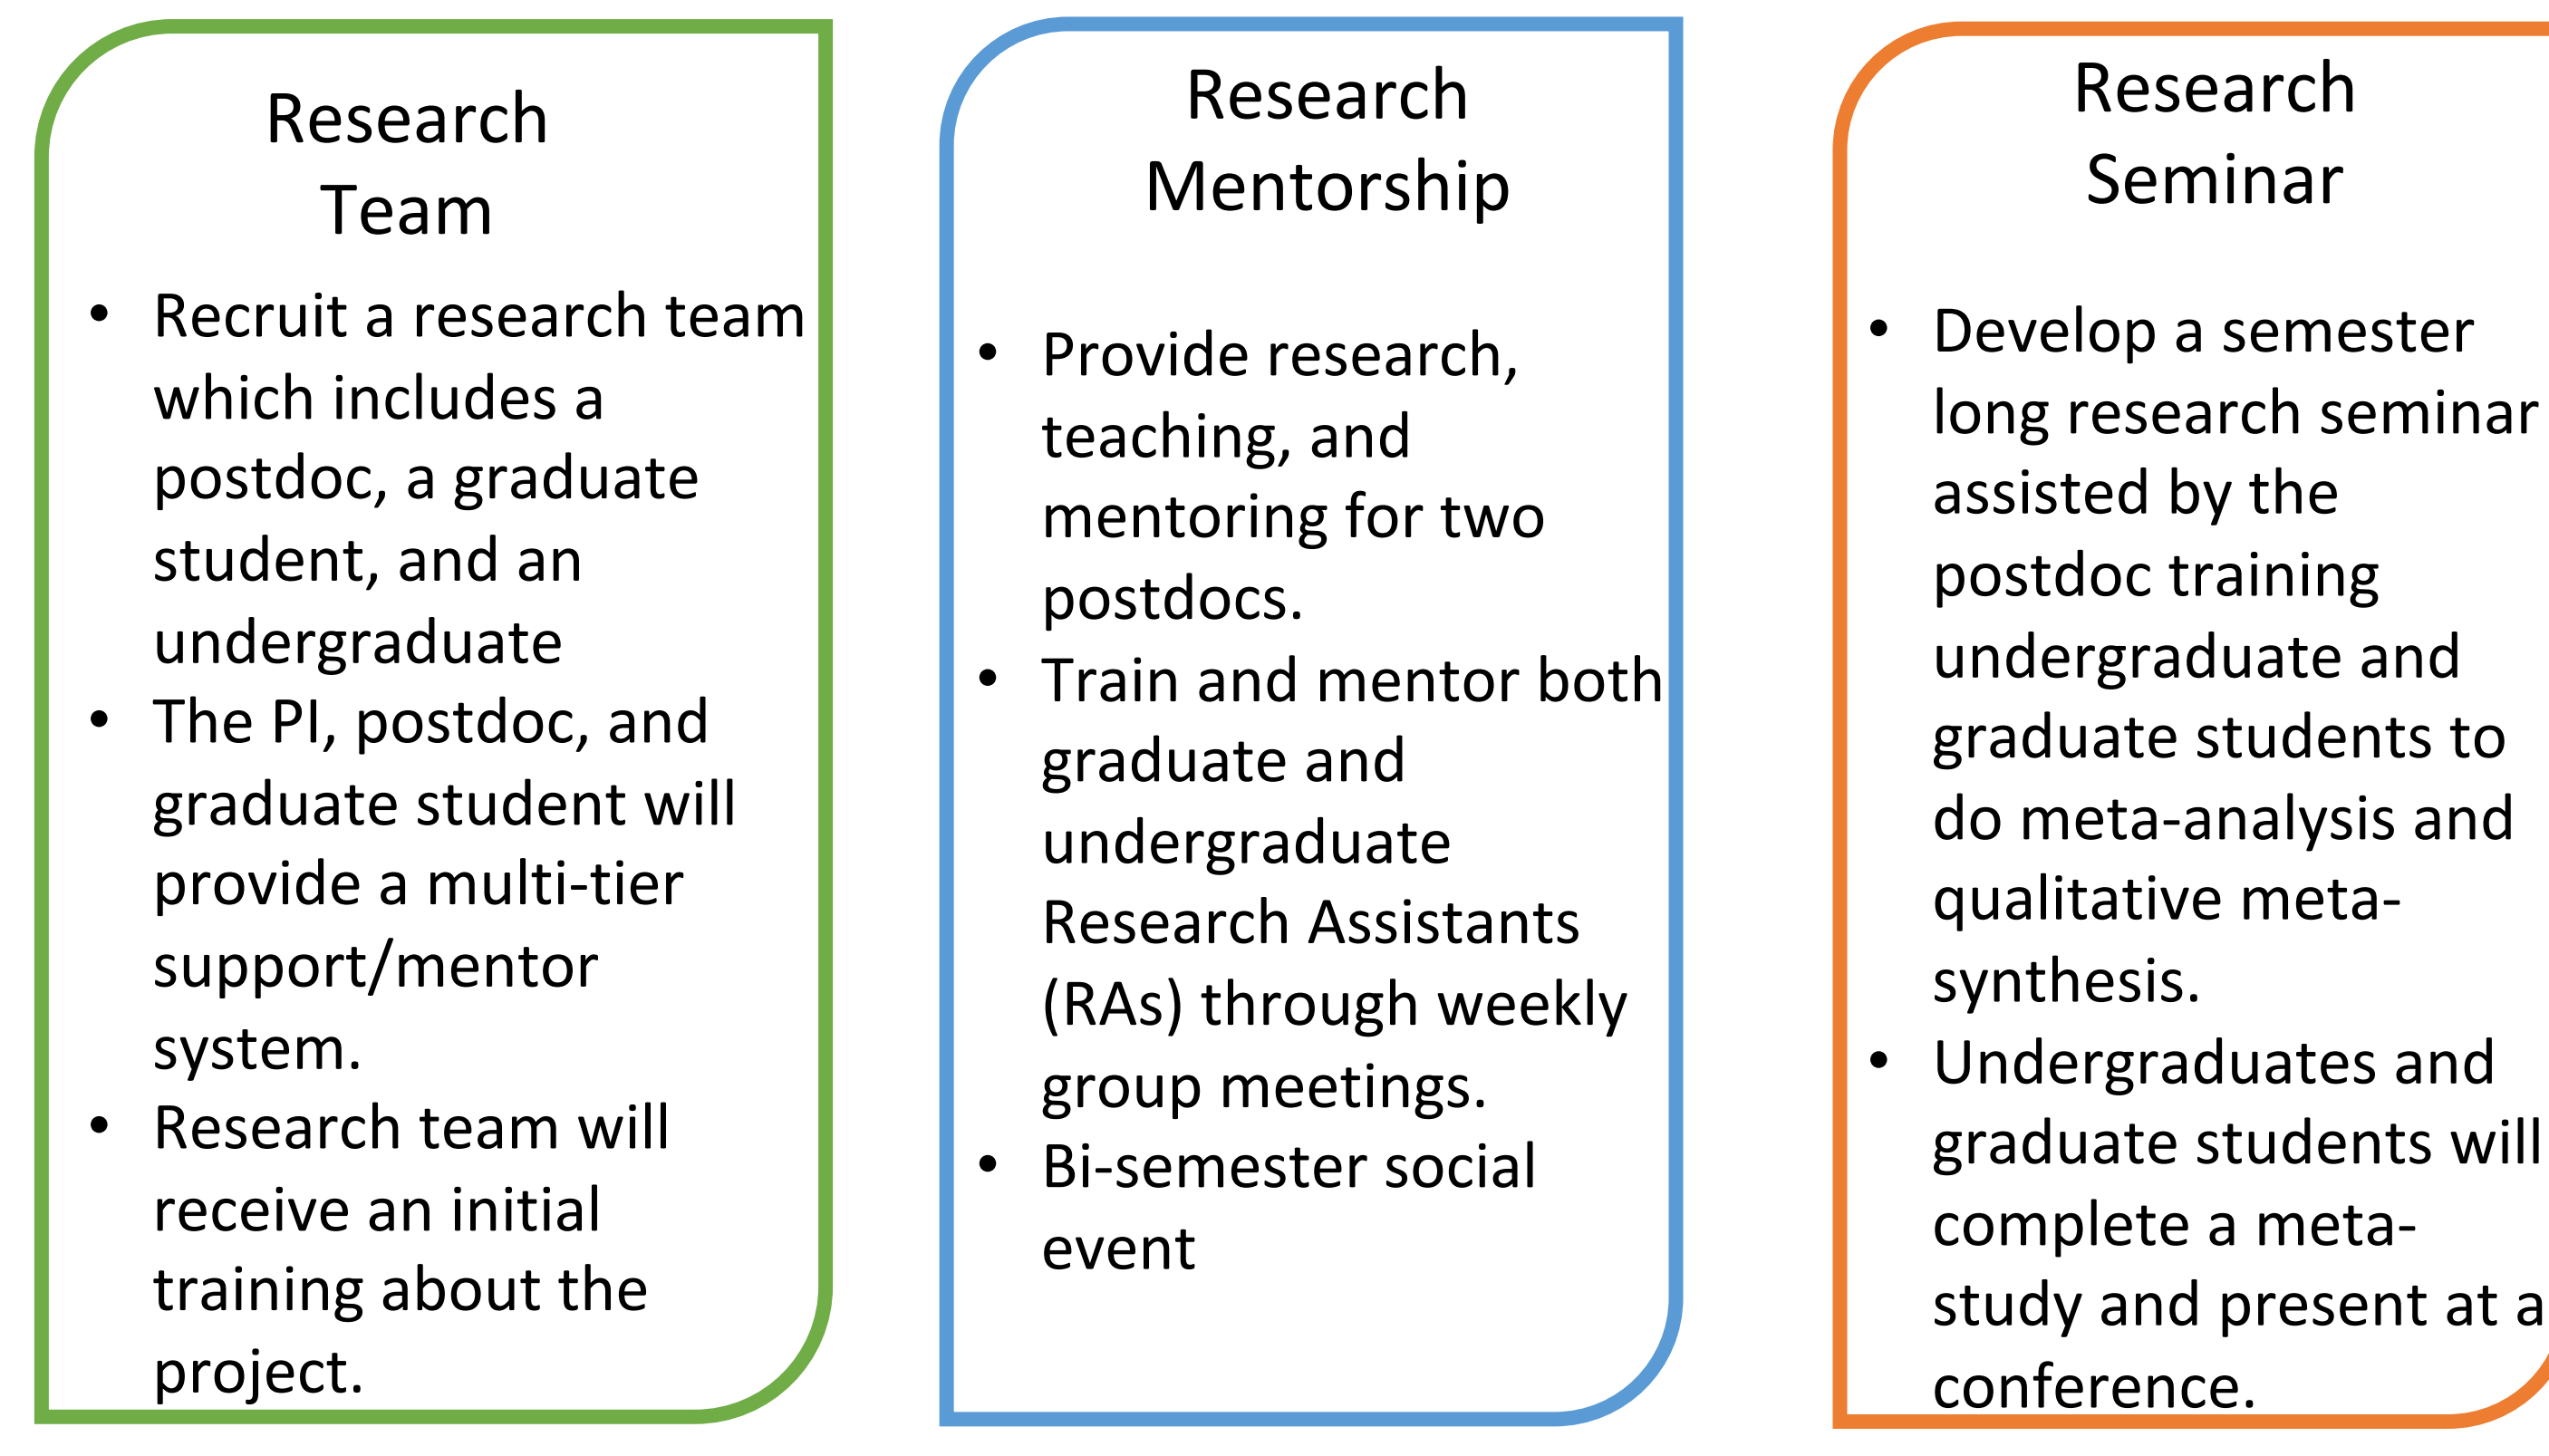 Research
Team
• Recruit a research team
which includes a
postdoc, a graduate
student, and an
undergraduate
• The PI, postdoc, and
graduate student will
provide a multi-tier
support/mentor
system.
• Research team will
receive an initial
training about the
project.
Research
Mentorship
• Provide research,
teaching, and
mentoring for two
postdocs.
• Train and mentor both
graduate and
undergraduate
Research Assistants
(RAs) through weekly
group meetings.
• Bi-semester social
event
Research
Seminar
• Develop a semester
long research seminar
assisted by the
postdoc training
undergraduate and
graduate students to
do meta-analysis and
qualitative meta-
synthesis.
• Undergraduates and
graduate students will
complete a meta-
study and present at a
conference.